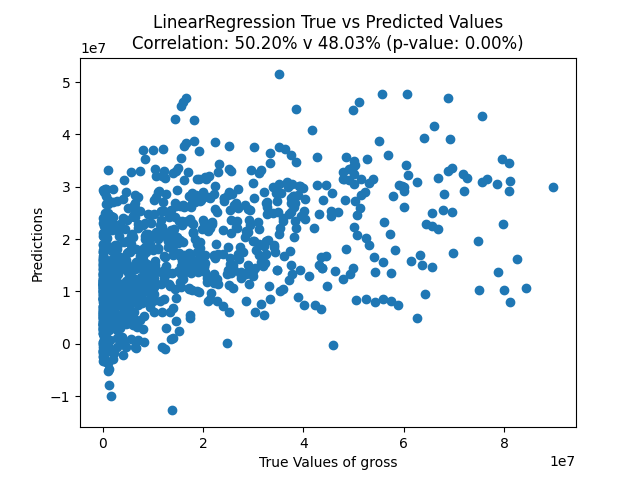 LinearRegression True vs Predicted Values
Correlation: 50.20% v 48.03% (p-value: 0.00%)
1e7
5
4
3
2
1
0
−1
Predictions
0 2 4 6 8
True Values of gross
1e7